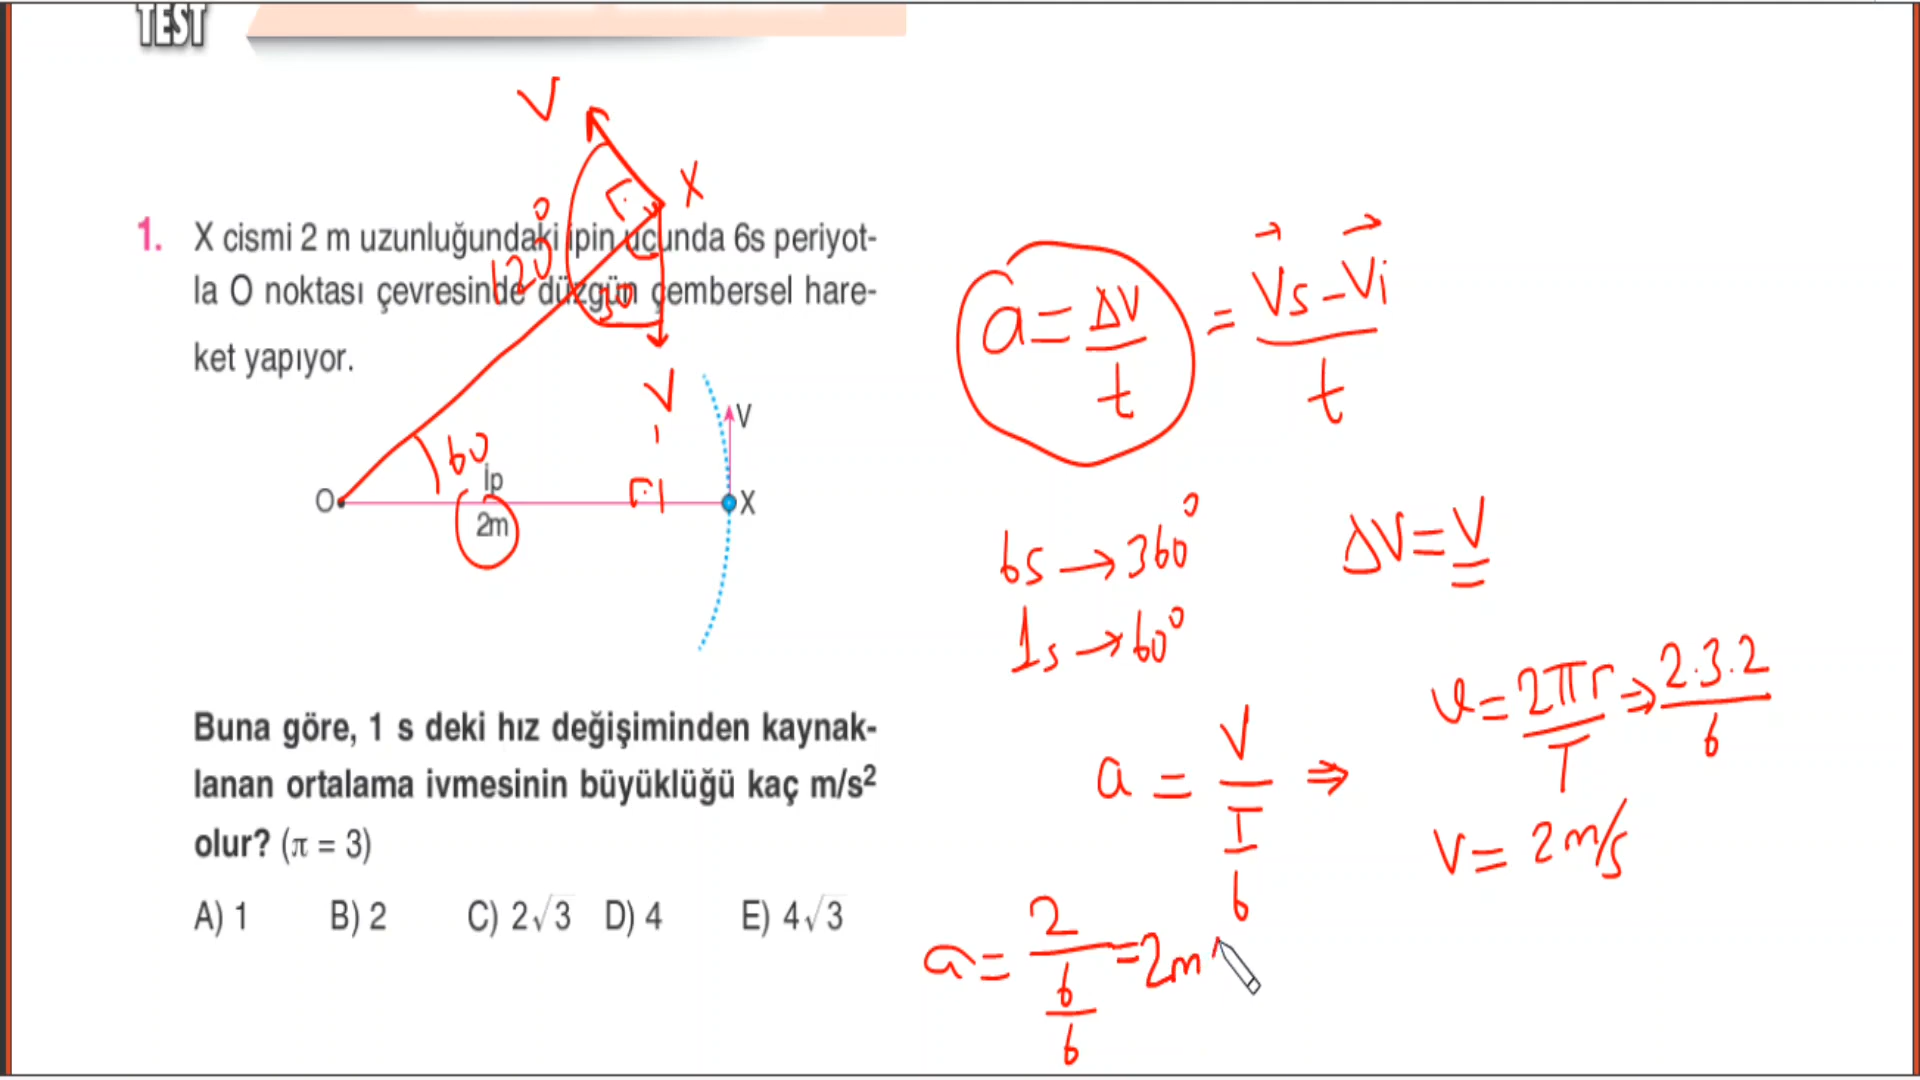 TEST
1. X cismi 2 m uzunluğundaki ipin ucunda 6s periyot-
la O noktası çevresinde düzgün çembersel hare-
ket yapıyor.
V
X
120°
30
V
60
O
İp
2m
V
X
Buna göre, 1 s deki hız değişiminden kaynak-
lanan ortalama ivmesinin büyüklüğü kaç m/s²
olur? (π = 3)
A) 1 B) 2 C) 2√3 D) 4 E) 4√3
a = ΔV/t = (V⃗s - V⃗i)/t
6s → 360°
1s → 60°
ΔV = V
v = 2πr/T ⇒ 2.3.2/6
V = 2 m/s
a = V/(T/6) ⇒
a = 2/(6/6) = 2m